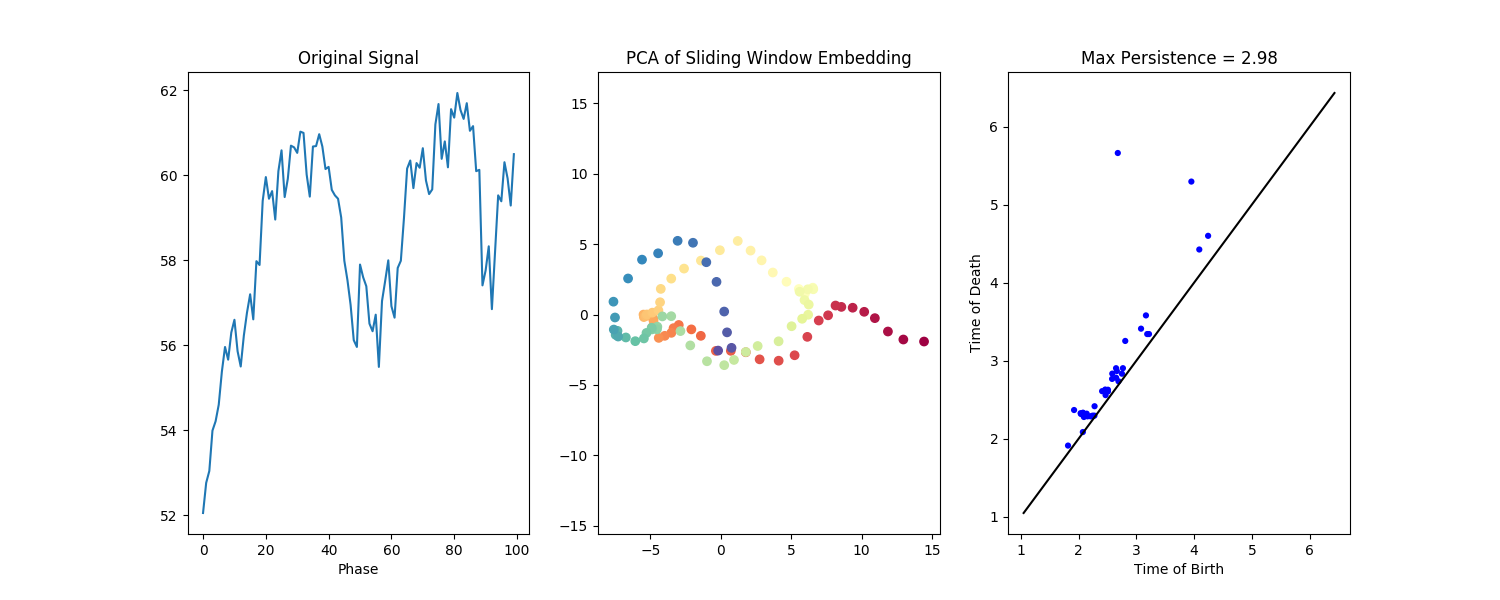 Original Signal
62
60
58
56
54
52
0 20 40 60 80 100
Phase
PCA of Sliding Window Embedding
15
10
5
0
−5
−10
−15
−5 0 5 10 15
Max Persistence = 2.98
Time of Death
6
5
4
3
2
1
1 2 3 4 5 6
Time of Birth